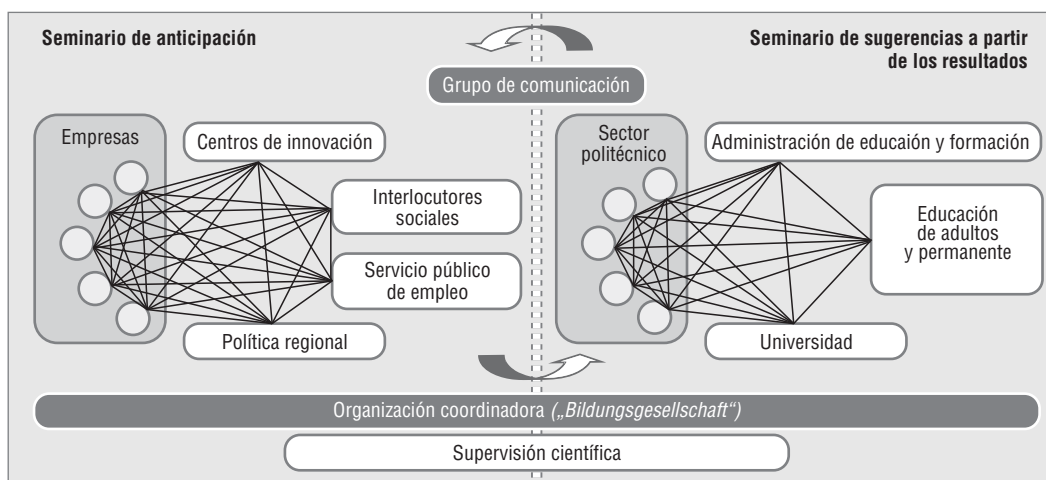 Seminario de anticipación
Seminario de sugerencias a partir
de los resultados
Grupo de comunicación
Empresas
Centros de innovación
Interlocutores
sociales
Servicio público
de empleo
Política regional
Sector
politécnico
Administración de educaión y formación
Educación
de adultos
y permanente
Universidad
Organización coordinadora („Bildungsgesellschaft“)
Supervisión científica